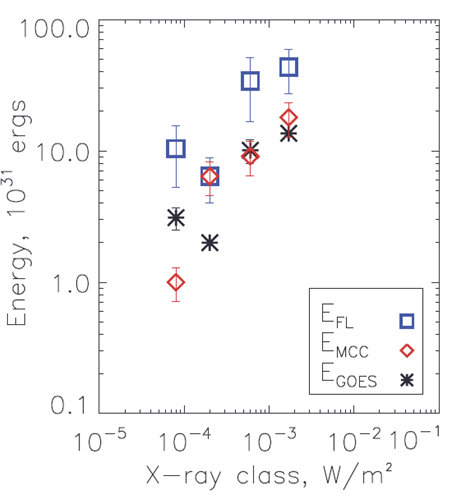 100.0
10.0
1.0
0.1
Energy, 10³¹ ergs
E_FL
E_MCC
E_GOES
10⁻⁵ 10⁻⁴ 10⁻³ 10⁻² 10⁻¹
X-ray class, W/m²